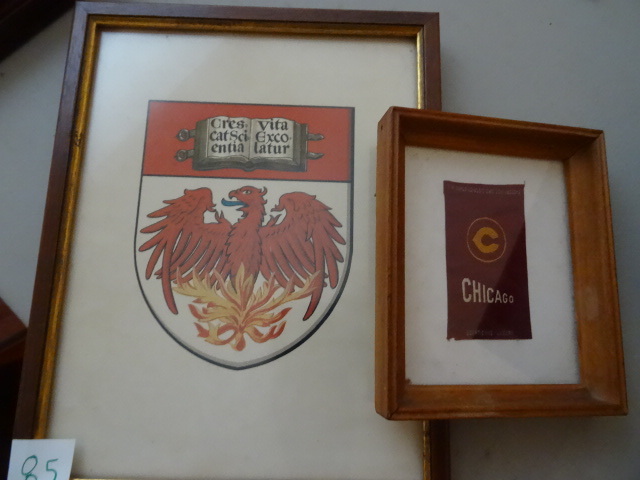 Cres
cat Sci
entia
Vita
Exco
latur
C
CHICAGO
85